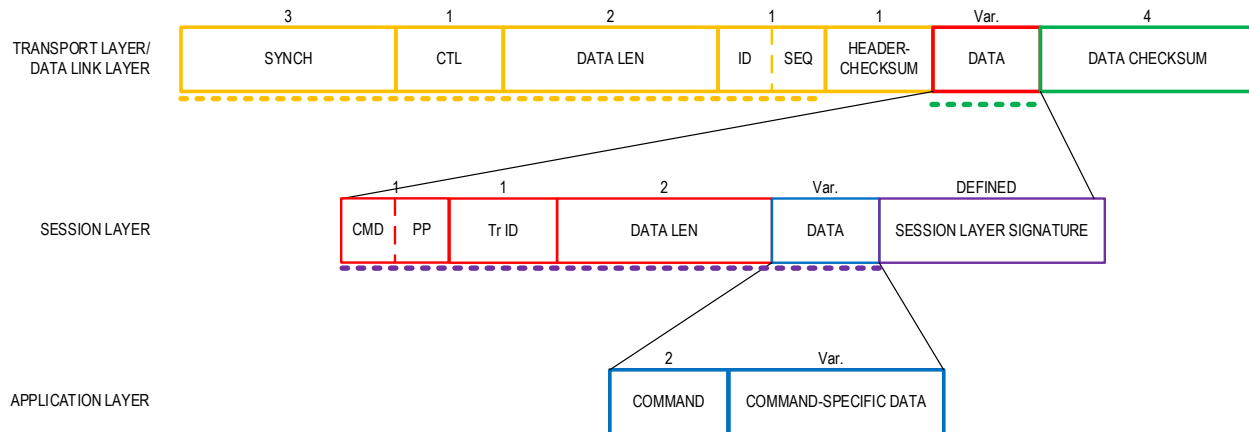 3 1 2 1 1 Var. 4
TRANSPORT LAYER/
DATA LINK LAYER
SYNCH CTL DATA LEN ID SEQ HEADER-
CHECKSUM DATA DATA CHECKSUM
1 1 2 Var. DEFINED
SESSION LAYER CMD PP Tr ID DATA LEN DATA SESSION LAYER SIGNATURE
2 Var.
APPLICATION LAYER COMMAND COMMAND-SPECIFIC DATA